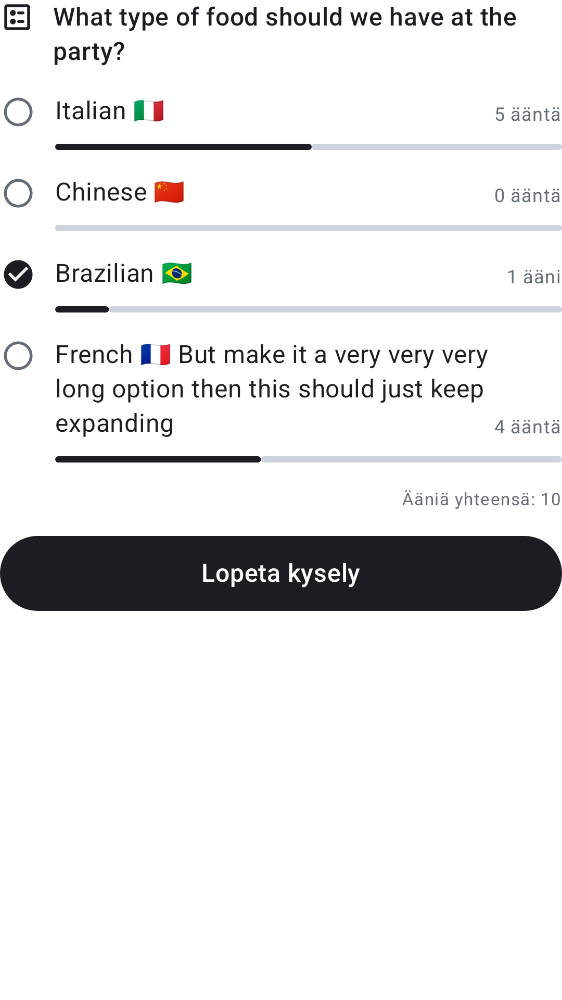 What type of food should we have at the
party?
Italian 🇮🇹 5 ääntä
Chinese 🇨🇳 0 ääntä
Brazilian 🇧🇷 1 ääni
French 🇫🇷 But make it a very very very
long option then this should just keep
expanding 4 ääntä
Ääniä yhteensä: 10
Lopeta kysely